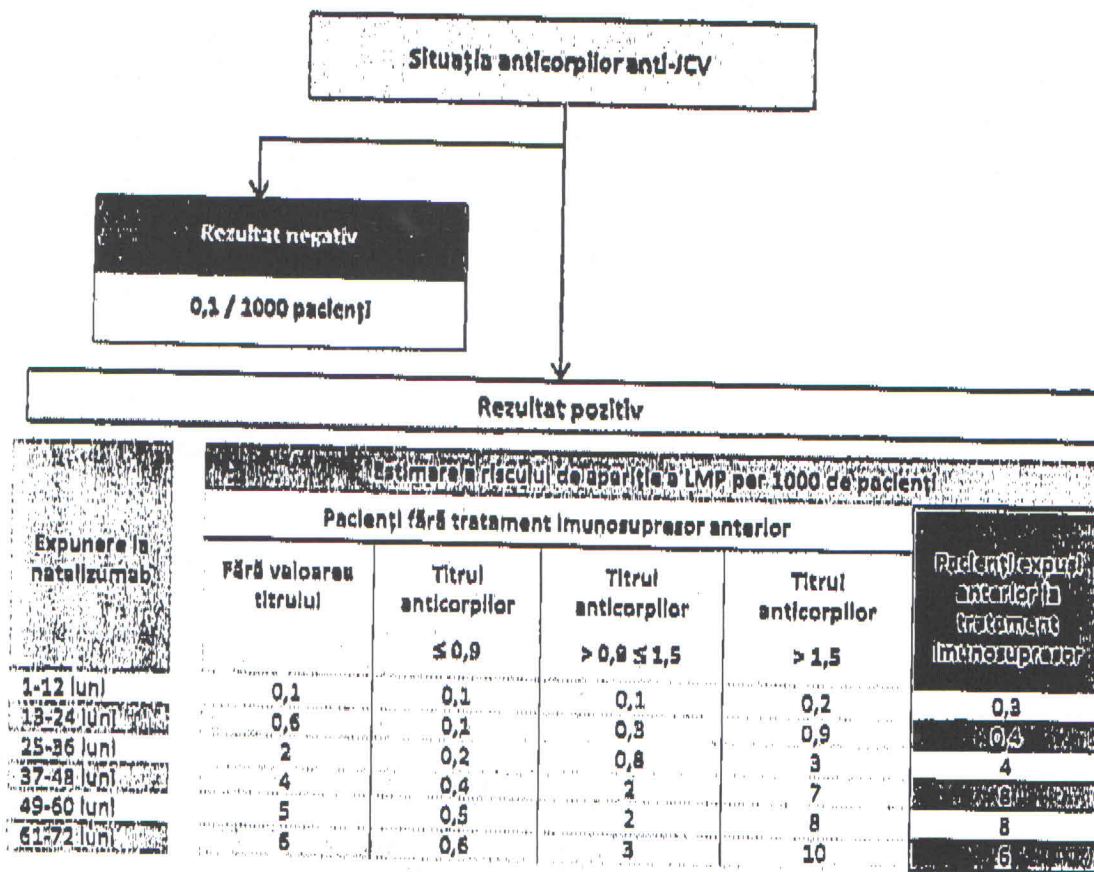 Situația anticorpilor anti-JCV
Rezultat negativ
0,1 / 1000 pacienți
Rezultat pozitiv
Expunere la
natalizumab
Estimarea riscului de apariție a LMP per 1000 de pacienți
Pacienți fără tratament imunosupresor anterior
Fără valoarea
titrului
Titrul
anticorpilor
≤ 0,9
Titrul
anticorpilor
> 0,9 ≤ 1,5
Titrul
anticorpilor
> 1,5
Pacienți expuși
anterior la
tratament
imunosupresor
1-12 luni 0,1 0,1 0,1 0,2 0,3
13-24 luni 0,6 0,1 0,3 0,9 0,4
25-36 luni 2 0,2 0,8 3 4
37-48 luni 4 0,4 2 7 8
49-60 luni 5 0,5 2 8 8
61-72 luni 6 0,6 3 10 6